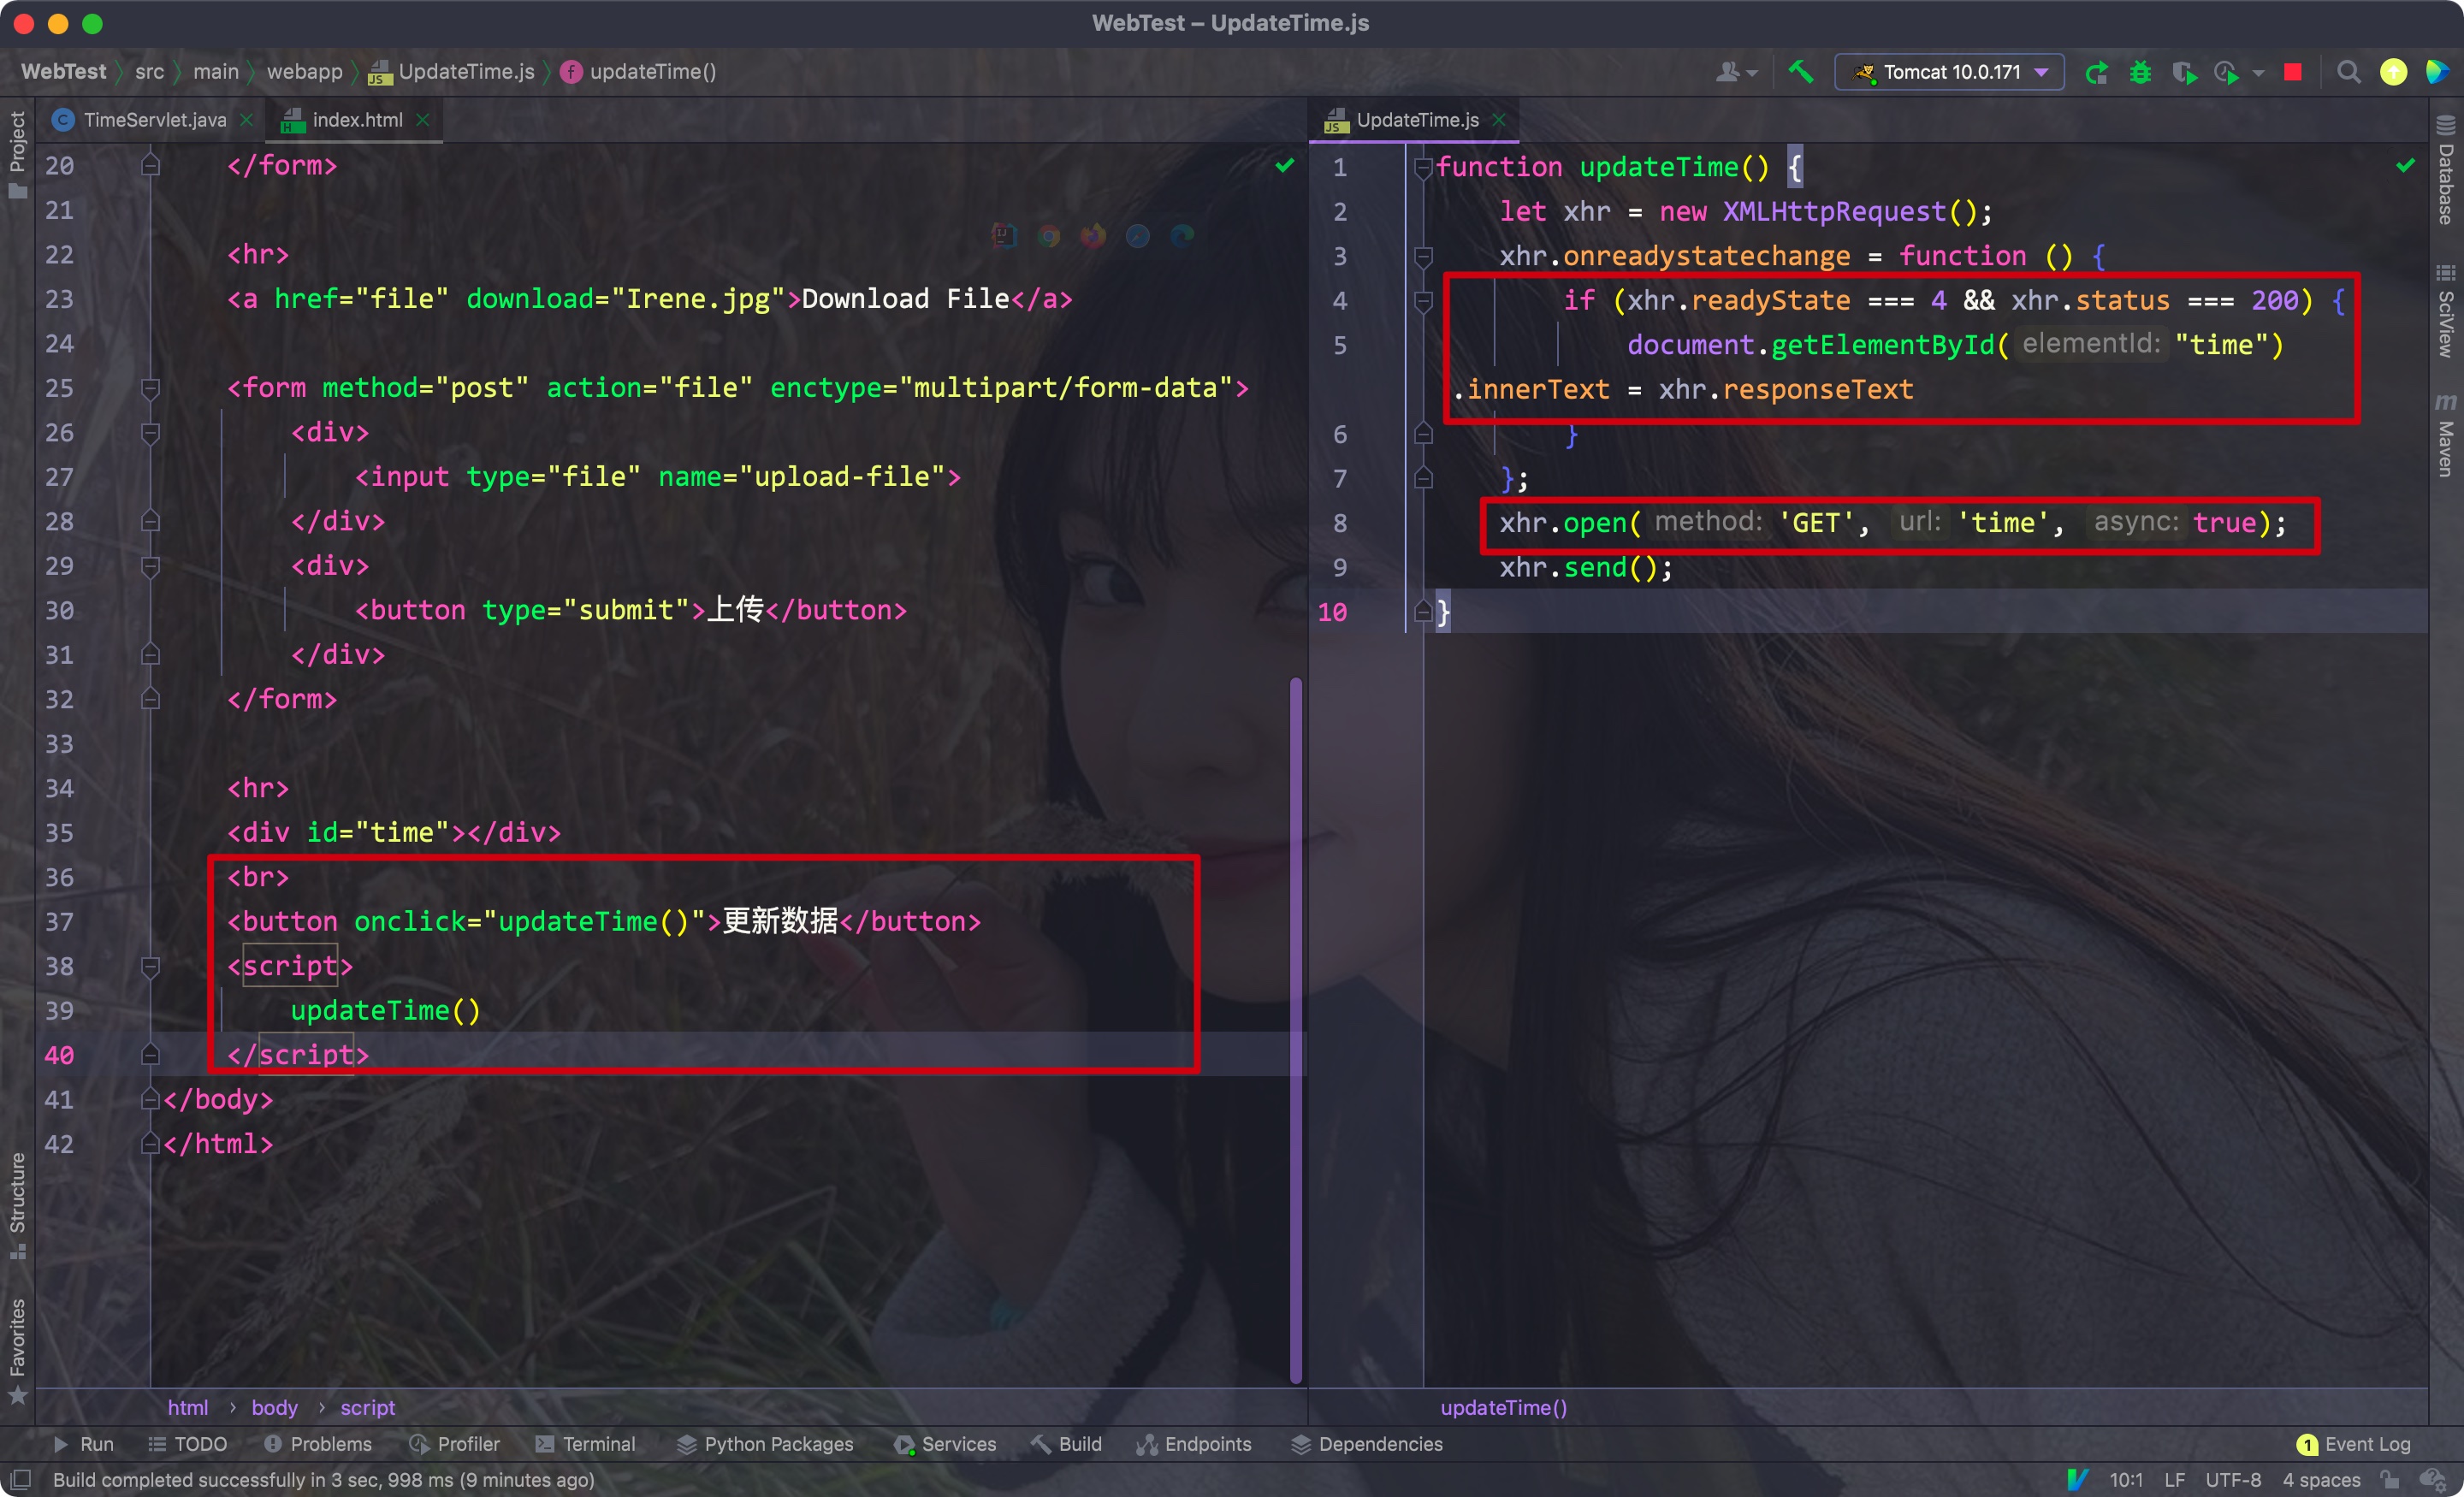 WebTest – UpdateTime.js
WebTest src main webapp UpdateTime.js updateTime()
Tomcat 10.0.171
TimeServlet.java index.html
UpdateTime.js
Project
20 </form>
21
22 <hr>
23 <a href="file" download="Irene.jpg">Download File</a>
24
25 <form method="post" action="file" enctype="multipart/form-data">
26 <div>
27 <input type="file" name="upload-file">
28 </div>
29 <div>
30 <button type="submit">上传</button>
31 </div>
32 </form>
33
34 <hr>
35 <div id="time"></div>
36 <br>
37 <button onclick="updateTime()">更新数据</button>
38 <script>
39 updateTime()
40 </script>
41 </body>
42 </html>
html › body › script
1 function updateTime() {
2 let xhr = new XMLHttpRequest();
3 xhr.onreadystatechange = function () {
4 if (xhr.readyState === 4 && xhr.status === 200) {
5 document.getElementById( elementId: "time")
.innerText = xhr.responseText
6 }
7 };
8 xhr.open( method: 'GET', url: 'time', async: true);
9 xhr.send();
10 }
updateTime()
Database
SciView
Maven
Structure
Favorites
Run TODO Problems Profiler Terminal Python Packages Services Build Endpoints Dependencies
1 Event Log
Build completed successfully in 3 sec, 998 ms (9 minutes ago)
10:1 LF UTF-8 4 spaces